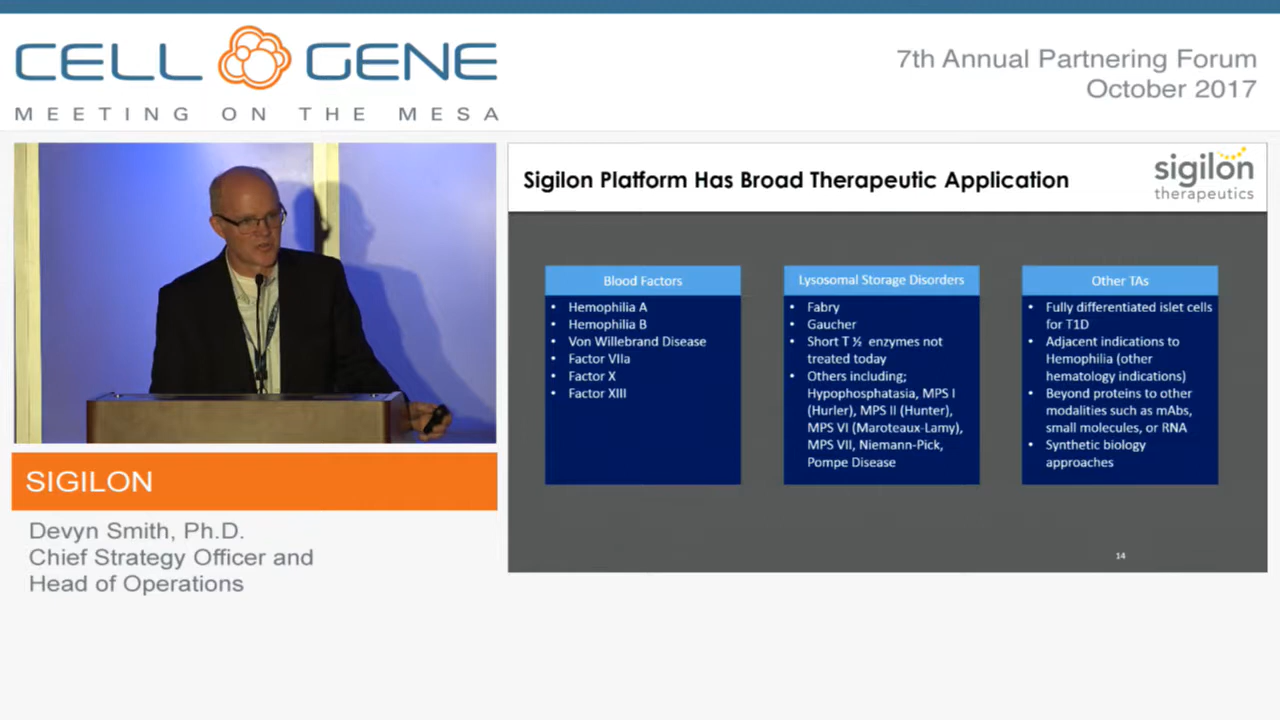 CELL GENE
MEETING ON THE MESA
7th Annual Partnering Forum
October 2017
Sigilon Platform Has Broad Therapeutic Application
sigilon
therapeutics
Blood Factors
• Hemophilia A
• Hemophilia B
• Von Willebrand Disease
• Factor VIIa
• Factor X
• Factor XIII
Lysosomal Storage Disorders
• Fabry
• Gaucher
• Short T ½ enzymes not
treated today
• Others including;
Hypophosphatasia, MPS I
(Hurler), MPS II (Hunter),
MPS VI (Maroteaux-Lamy),
MPS VII, Niemann-Pick,
Pompe Disease
Other TAs
• Fully differentiated islet cells
for T1D
• Adjacent indications to
Hemophilia (other
hematology indications)
• Beyond proteins to other
modalities such as mAbs,
small molecules, or RNA
• Synthetic biology
approaches
14
SIGILON
Devyn Smith, Ph.D.
Chief Strategy Officer and
Head of Operations